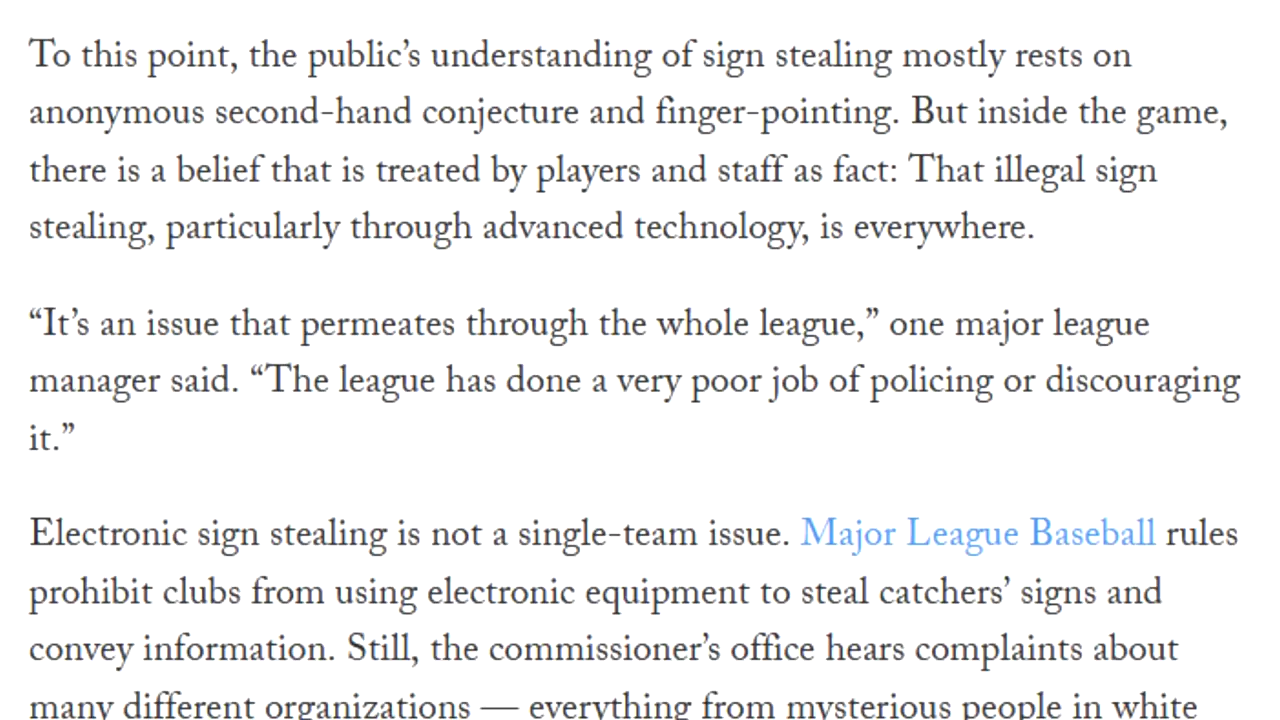 To this point, the public’s understanding of sign stealing mostly rests on
anonymous second-hand conjecture and finger-pointing. But inside the game,
there is a belief that is treated by players and staff as fact: That illegal sign
stealing, particularly through advanced technology, is everywhere.
“It’s an issue that permeates through the whole league,” one major league
manager said. “The league has done a very poor job of policing or discouraging
it.”
Electronic sign stealing is not a single-team issue. Major League Baseball rules
prohibit clubs from using electronic equipment to steal catchers’ signs and
convey information. Still, the commissioner’s office hears complaints about
many different organizations — everything from mysterious people in white